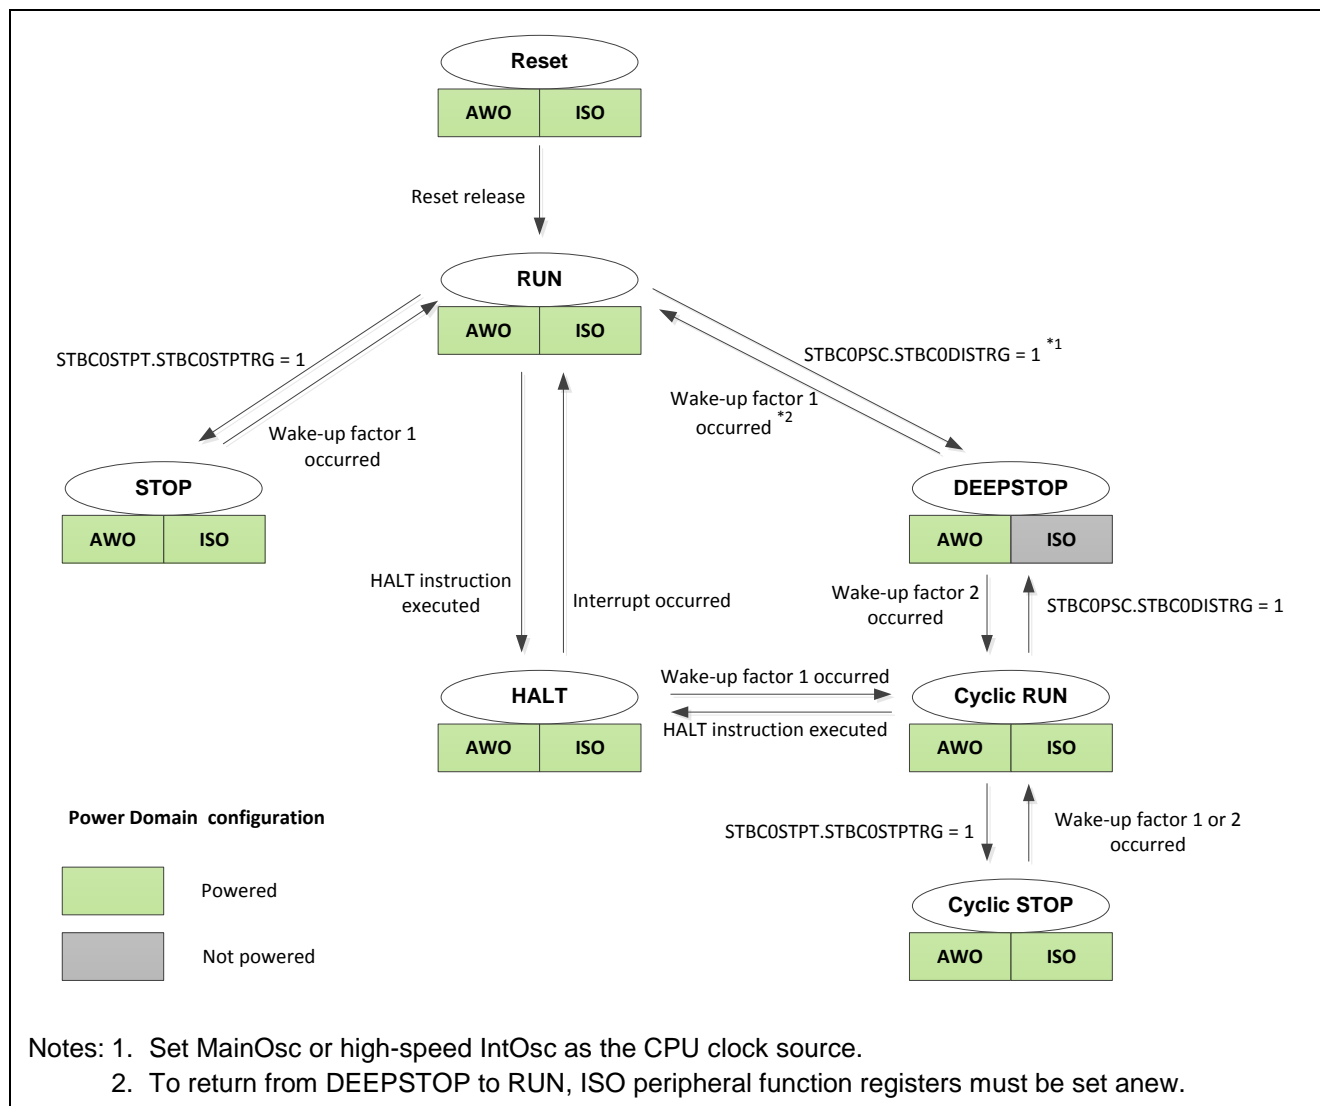 Reset
AWO ISO
Reset release
RUN
AWO ISO
STBC0STPT.STBC0STPTRG = 1
Wake-up factor 1
occurred
STBC0PSC.STBC0DISTRG = 1 *1
Wake-up factor 1
occurred *2
STOP
AWO ISO
DEEPSTOP
AWO ISO
HALT instruction
executed
Interrupt occurred
Wake-up factor 2
occurred
STBC0PSC.STBC0DISTRG = 1
HALT
AWO ISO
Wake-up factor 1 occurred
HALT instruction executed
Cyclic RUN
AWO ISO
STBC0STPT.STBC0STPTRG = 1
Wake-up factor 1 or 2
occurred
Cyclic STOP
AWO ISO
Power Domain configuration
Powered
Not powered
Notes: 1. Set MainOsc or high-speed IntOsc as the CPU clock source.
2. To return from DEEPSTOP to RUN, ISO peripheral function registers must be set anew.